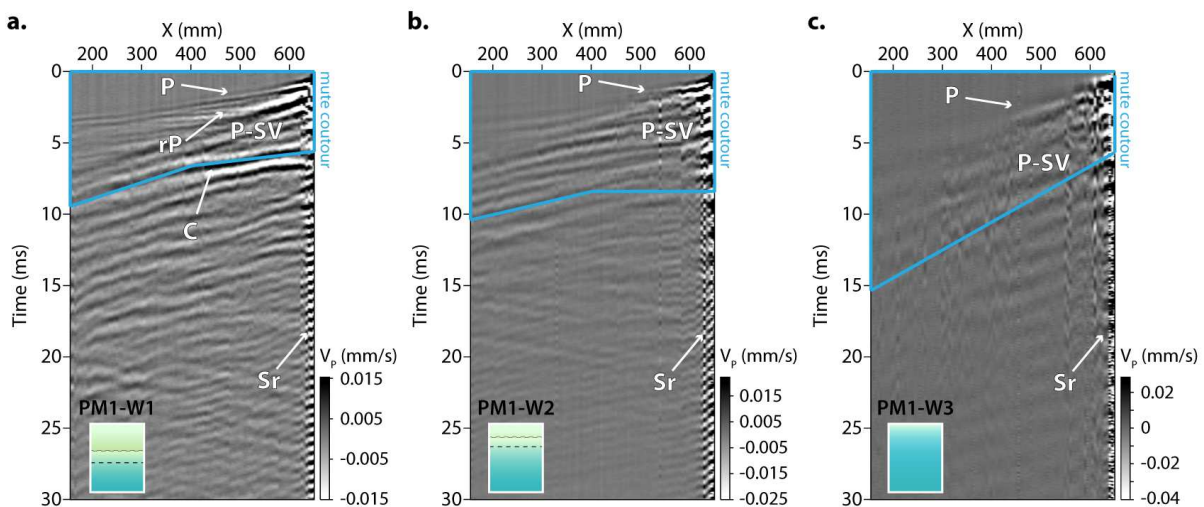 a.
X (mm)
200 300 400 500 600
0
5
10
15
20
25
30
Time (ms)
P
rP
P-SV
C
Sr
mute coutour
PM1-W1
VP (mm/s)
0.015
0.005
-0.005
-0.015
b.
X (mm)
200 300 400 500 600
0
5
10
15
20
25
30
Time (ms)
P
P-SV
Sr
mute coutour
PM1-W2
VP (mm/s)
0.015
0.005
-0.005
-0.015
-0.025
c.
X (mm)
200 300 400 500 600
0
5
10
15
20
25
30
Time (ms)
P
P-SV
Sr
mute coutour
PM1-W3
VP (mm/s)
0.02
0
-0.02
-0.04